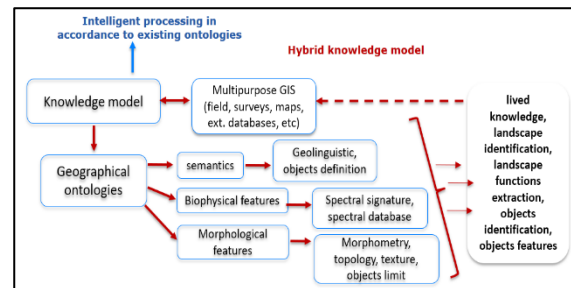 Intelligent processing in
accordance to existing ontologies
Hybrid knowledge model
Knowledge model
Multipurpose GIS
(field, surveys, maps,
ext. databases, etc)
lived
knowledge,
landscape
identification,
landscape
functions
extraction,
objects
identification,
objects features
Geographical
ontologies
semantics
Geolinguistic,
objects definition
Biophysical features
Spectral signature,
spectral database
Morphological
features
Morphometry,
topology, texture,
objects limit